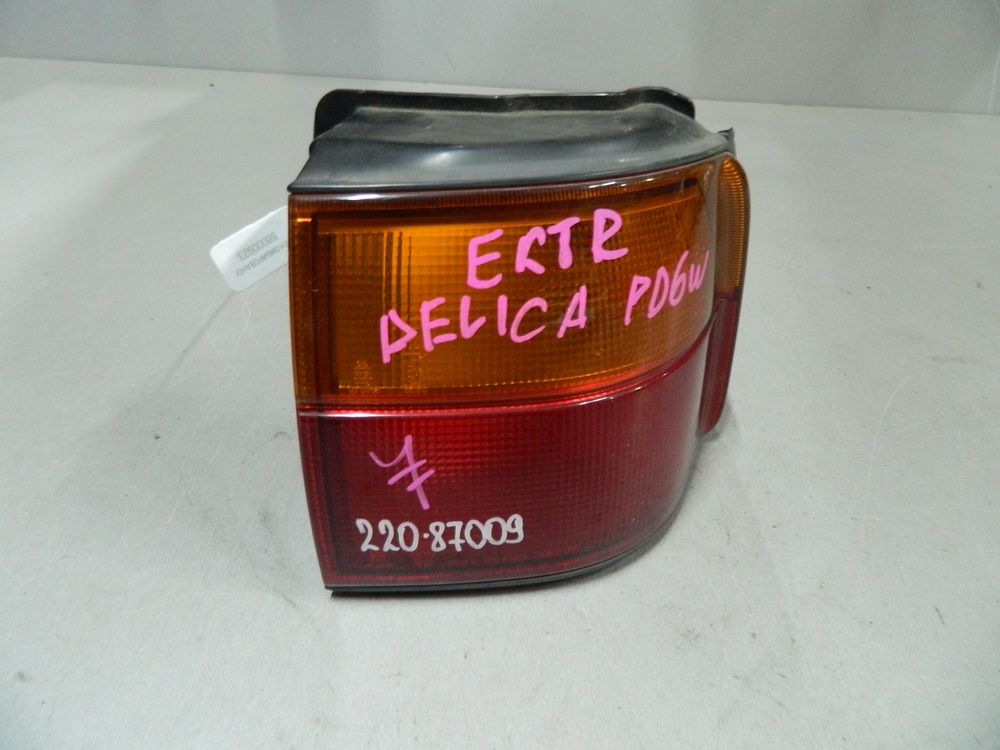 ERTR
DELICA PD6W
7
220-87009